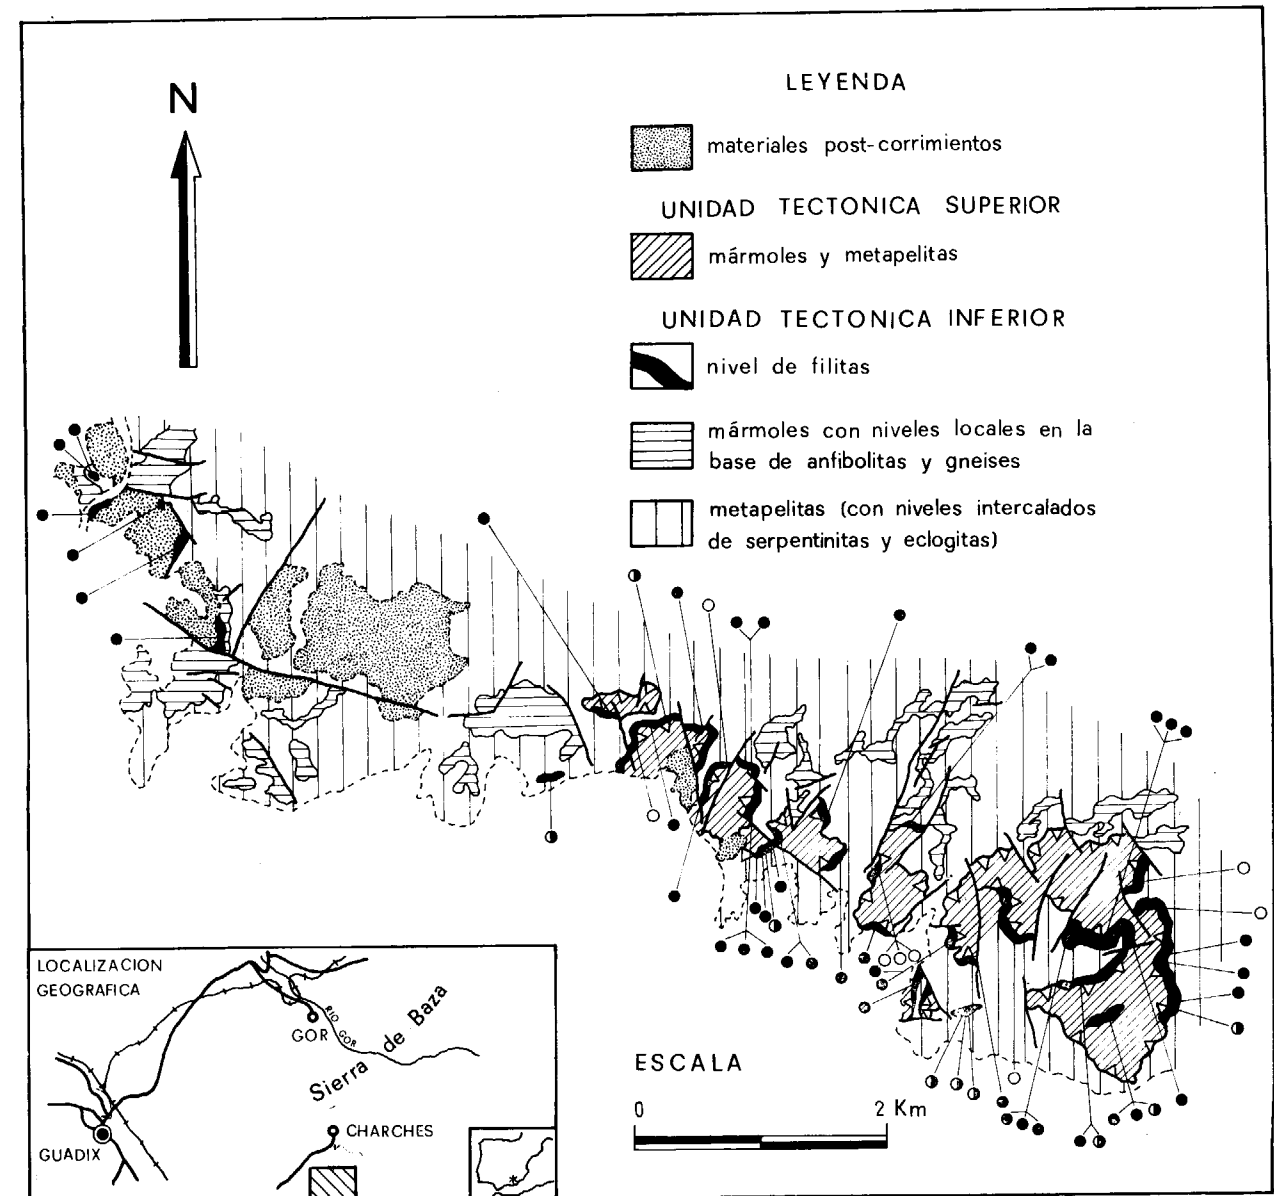 N
LEYENDA
materiales post-corrimientos
UNIDAD TECTONICA SUPERIOR
mármoles y metapelitas
UNIDAD TECTONICA INFERIOR
nivel de filitas
mármoles con niveles locales en la
base de anfibolitas y gneises
metapelitas (con niveles intercalados
de serpentinitas y eclogitas)
LOCALIZACION
GEOGRAFICA
GOR
RIO GOR
Sierra de Baza
CHARCHES
GUADIX
ESCALA
0 2 Km